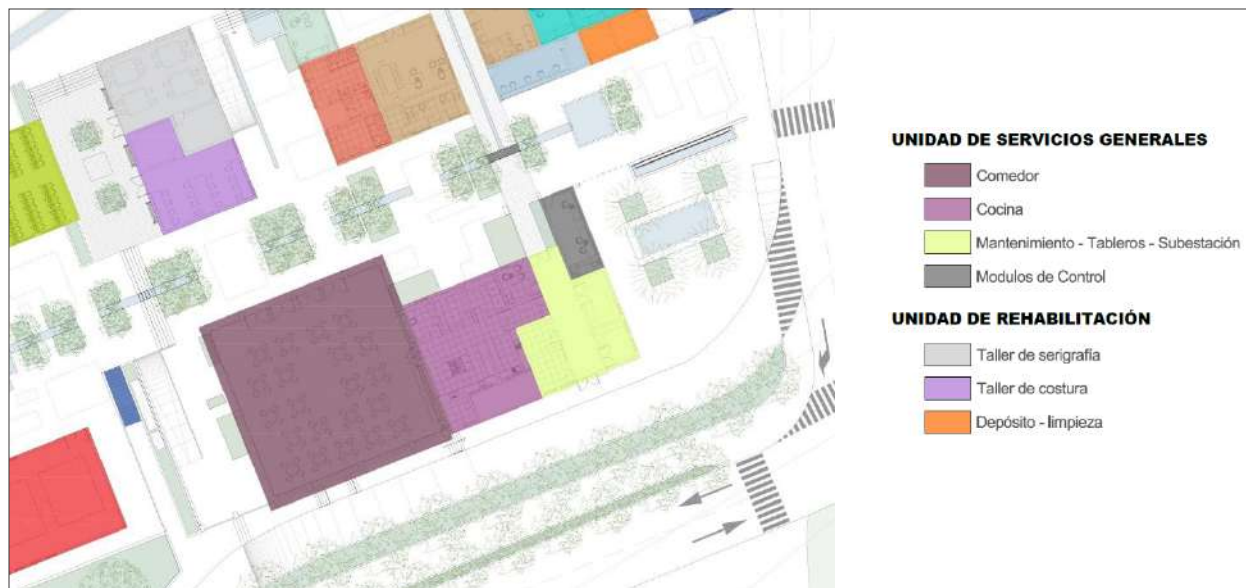 UNIDAD DE SERVICIOS GENERALES
Comedor
Cocina
Mantenimiento - Tableros - Subestación
Modulos de Control
UNIDAD DE REHABILITACIÓN
Taller de serigrafía
Taller de costura
Depósito - limpieza